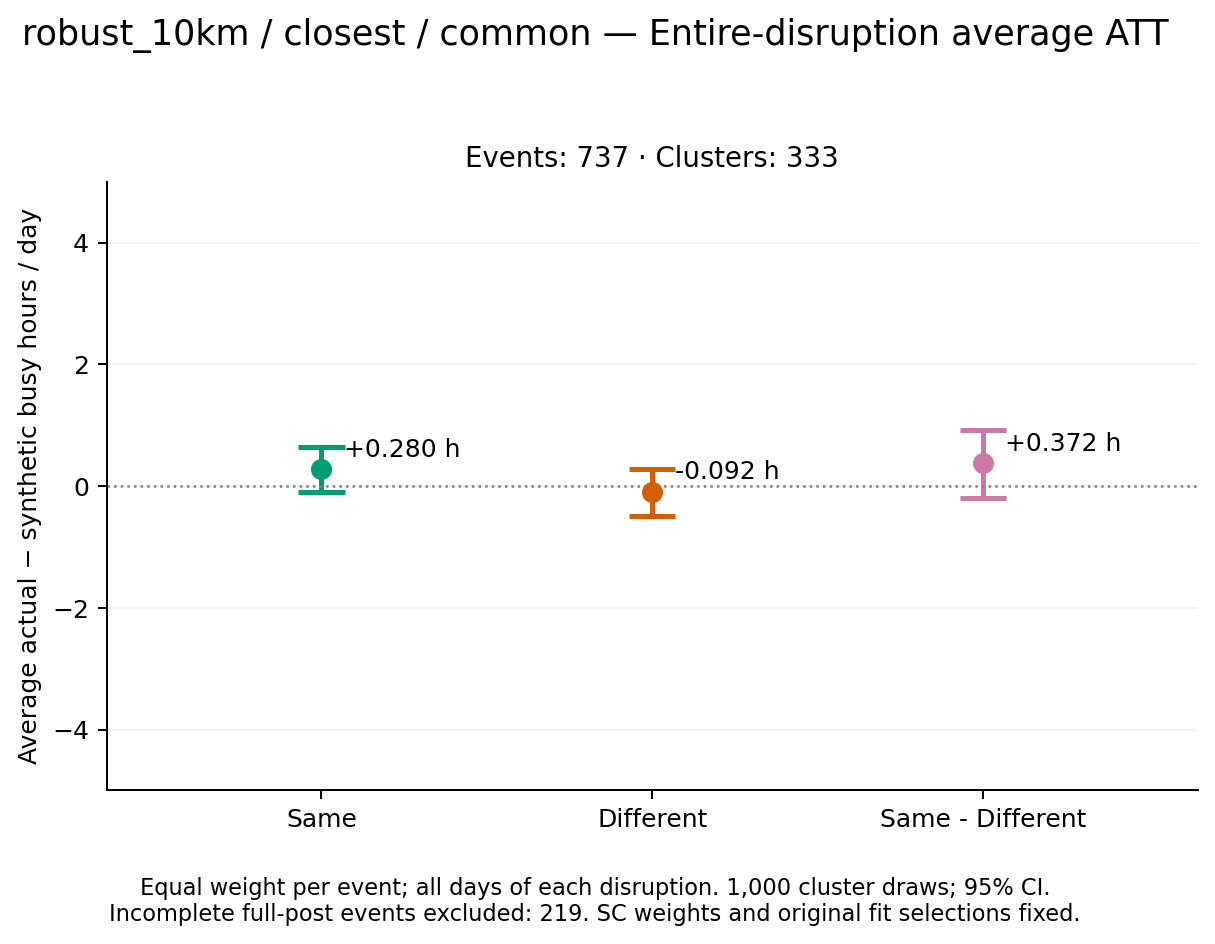 robust_10km / closest / common — Entire-disruption average ATT
Events: 737 · Clusters: 333
Average actual − synthetic busy hours / day
4
2
0
−2
−4
+0.280 h
-0.092 h
+0.372 h
Same
Different
Same - Different
Equal weight per event; all days of each disruption. 1,000 cluster draws; 95% CI.
Incomplete full-post events excluded: 219. SC weights and original fit selections fixed.